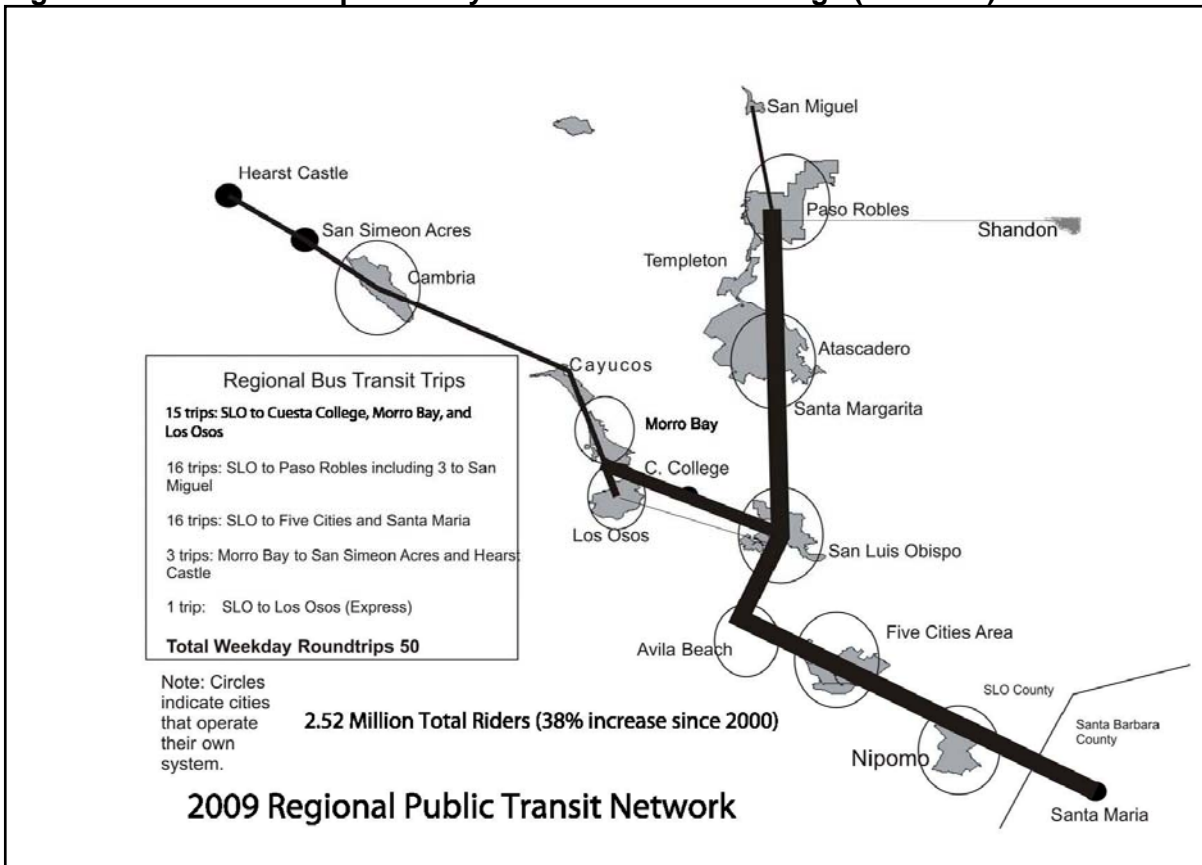 San Miguel
Hearst Castle
Paso Robles
San Simeon Acres
Shandon
Templeton
Cambria
Atascadero
Cayucos
Regional Bus Transit Trips
15 trips: SLO to Cuesta College, Morro Bay, and
Los Osos
16 trips: SLO to Paso Robles including 3 to San
Miguel
16 trips: SLO to Five Cities and Santa Maria
3 trips: Morro Bay to San Simeon Acres and Hearst
Castle
1 trip: SLO to Los Osos (Express)
Total Weekday Roundtrips 50
Santa Margarita
Morro Bay
C. College
Los Osos
San Luis Obispo
Five Cities Area
Avila Beach
SLO County
Santa Barbara
County
Note: Circles
indicate cities
that operate
their own
system.
2.52 Million Total Riders (38% increase since 2000)
Nipomo
Santa Maria
2009 Regional Public Transit Network